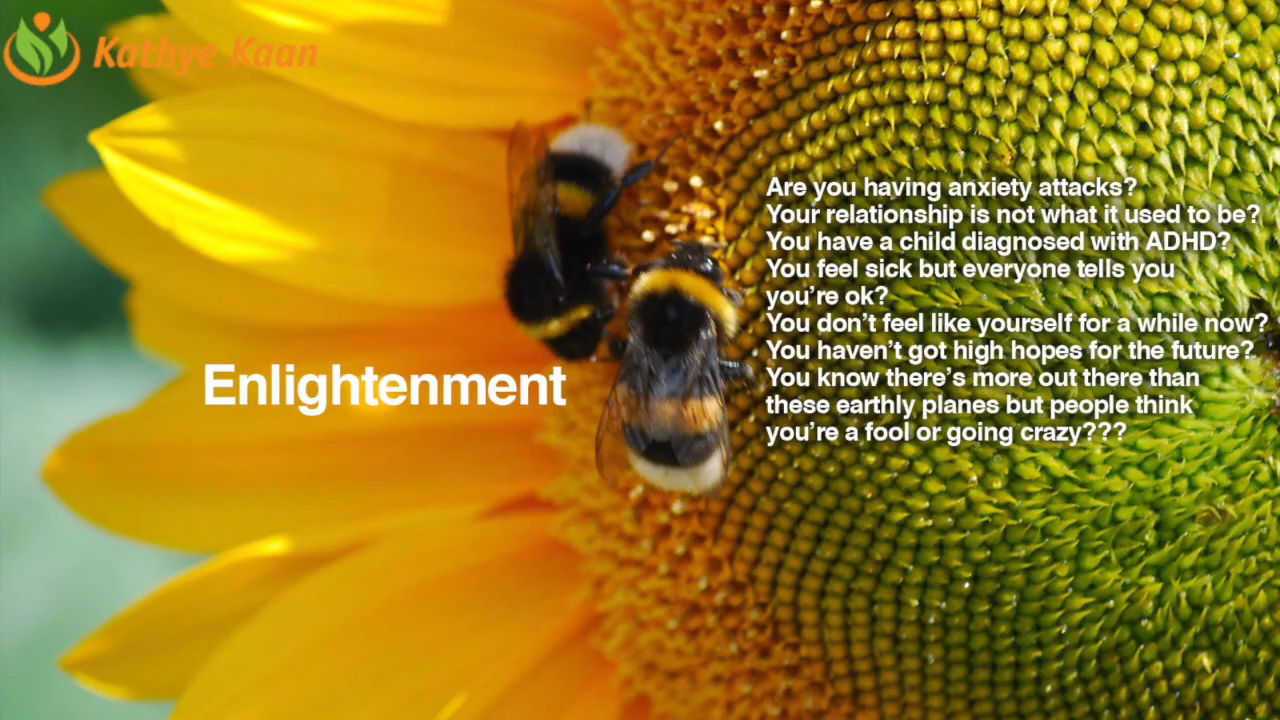 Kathye Kaan
Are you having anxiety attacks?
Your relationship is not what it used to be?
You have a child diagnosed with ADHD?
You feel sick but everyone tells you
you’re ok?
You don’t feel like yourself for a while now?
You haven’t got high hopes for the future?
You know there’s more out there than
these earthly planes but people think
you’re a fool or going crazy???
Enlightenment